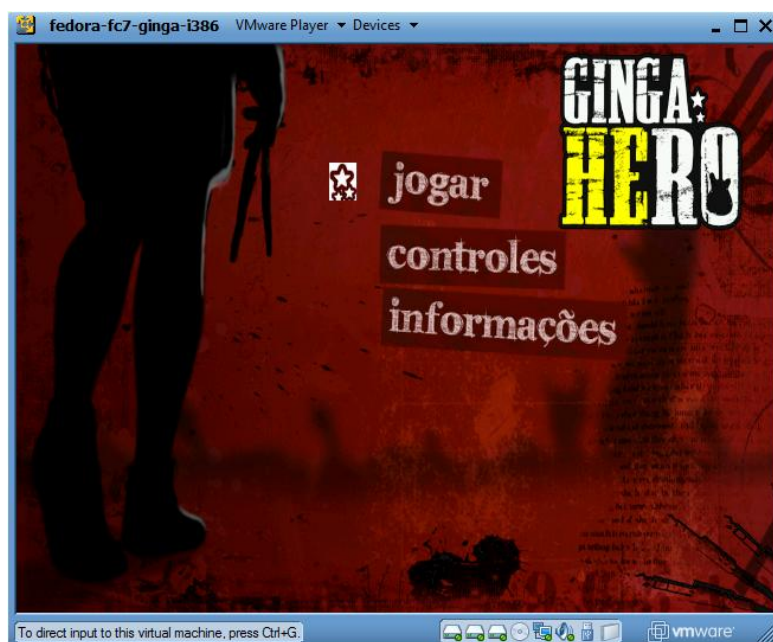 fedora-fc7-ginga-i386 VMware Player Devices
GINGA
HERO
jogar
controles
informações
To direct input to this virtual machine, press Ctrl+G.
vmware